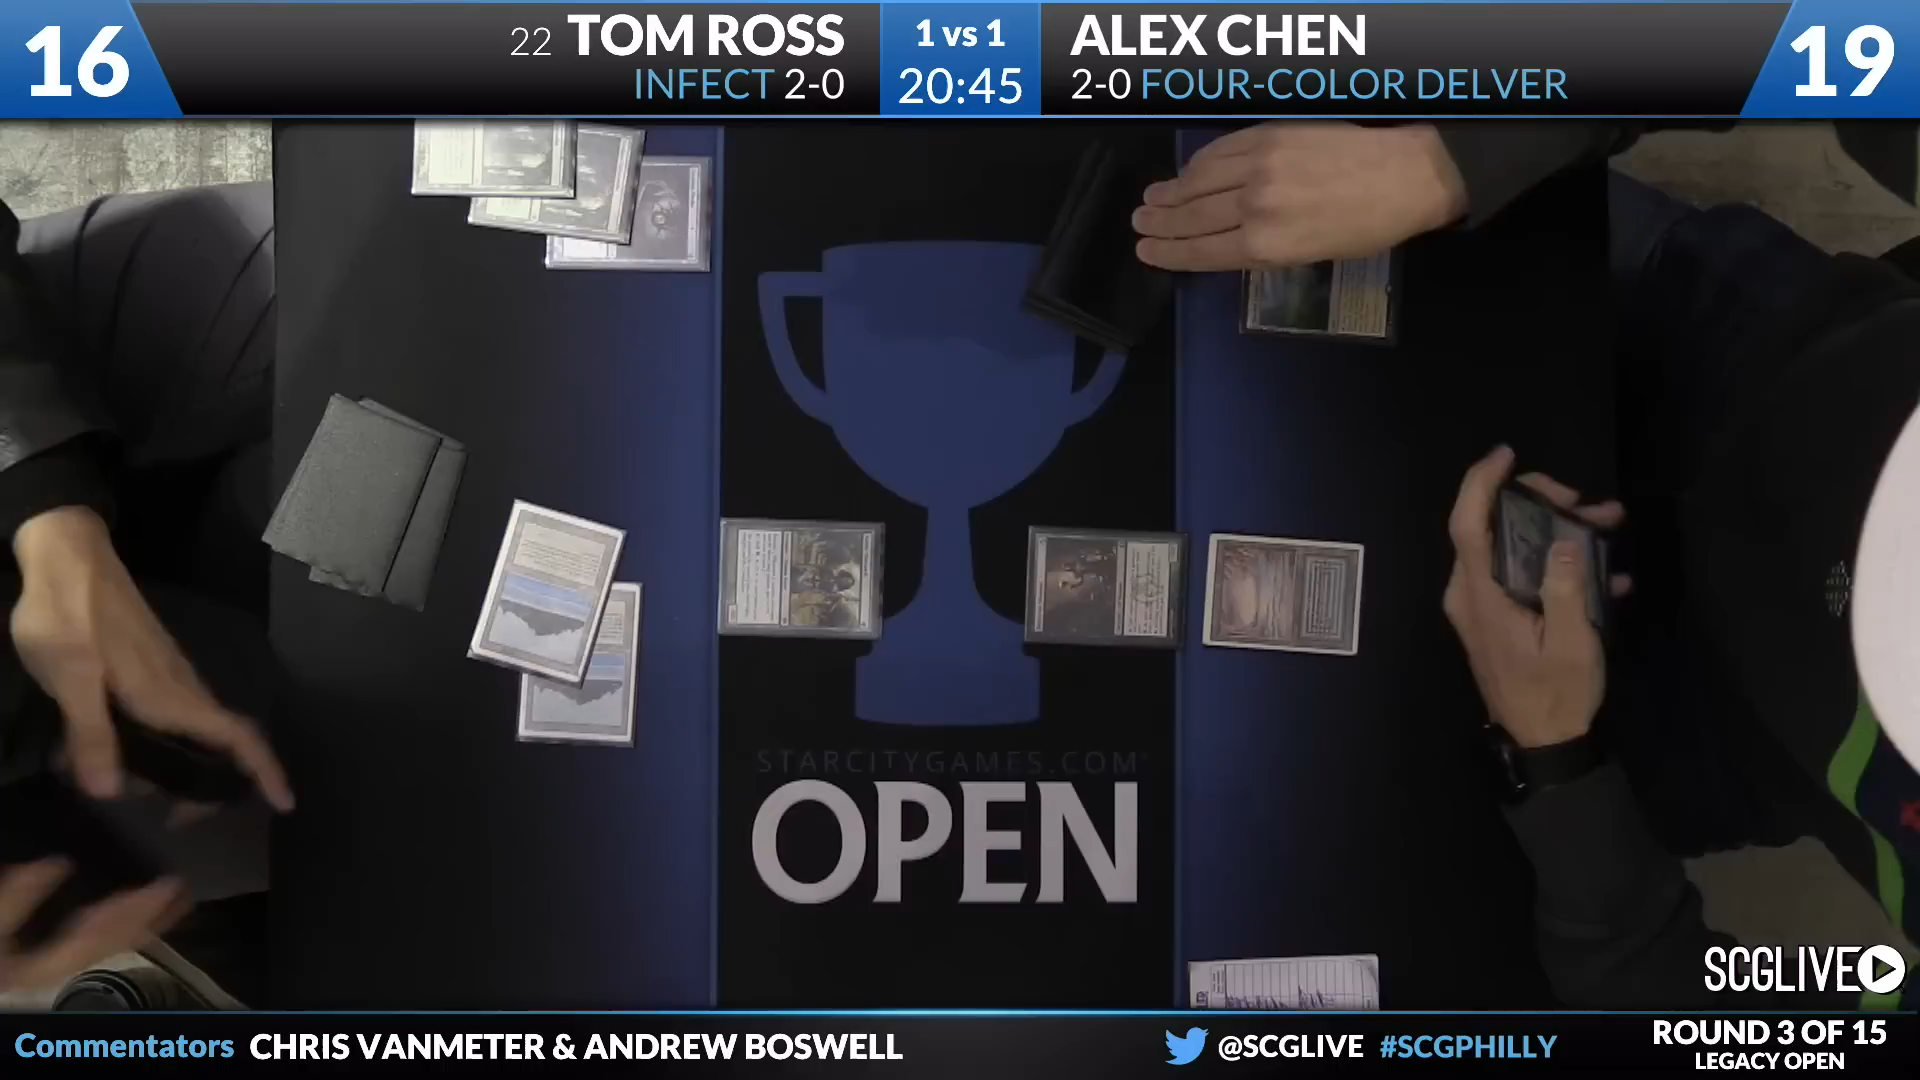 16
22 TOM ROSS
INFECT 2-0
1 vs 1
20:45
ALEX CHEN
2-0 FOUR-COLOR DELVER
19
STARCITYGAMES.COM
OPEN
SCGLIVE
Commentators CHRIS VANMETER & ANDREW BOSWELL
@SCGLIVE #SCGPHILLY
ROUND 3 OF 15
LEGACY OPEN